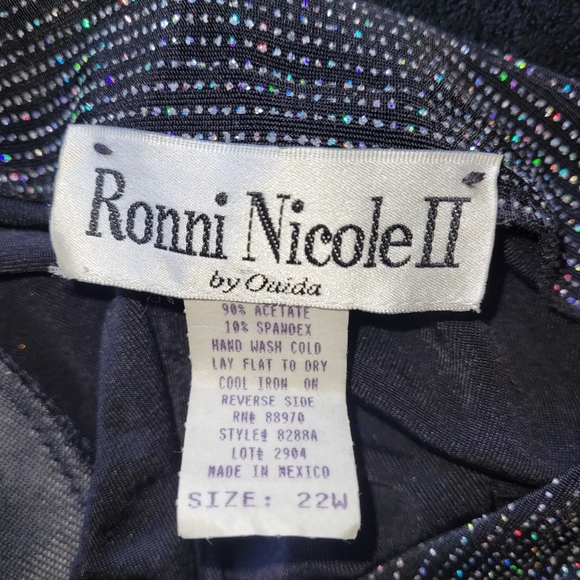 Ronni Nicole II
by Ouida
90% ACETATE
10% SPANDEX
HAND WASH COLD
LAY FLAT TO DRY
COOL IRON ON
REVERSE SIDE
RN# 88970
STYLE# 8288A
LOT# 2904
MADE IN MEXICO
SIZE: 22W